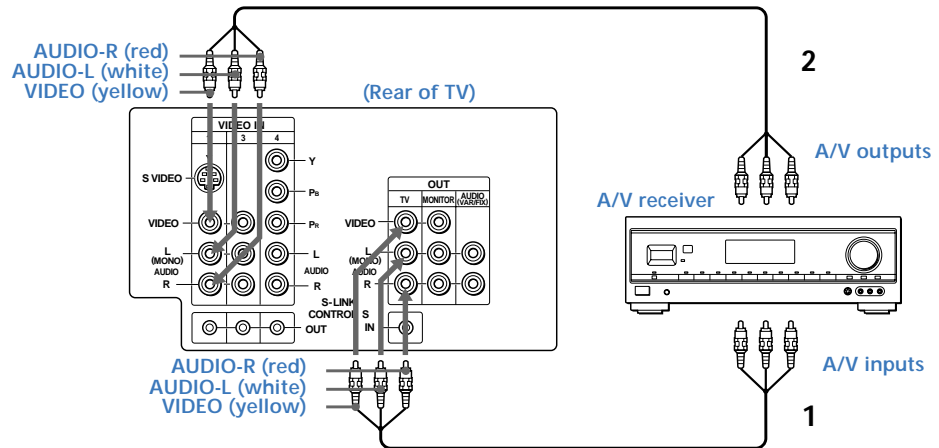 AUDIO-R (red)
AUDIO-L (white)
VIDEO (yellow)
2
(Rear of TV)
A/V outputs
A/V receiver
VIDEO IN
3 4
Y
S VIDEO
PB
VIDEO
PR
L
(MONO)
AUDIO
R
L
AUDIO
R
OUT
TV MONITOR AUDIO
(VAR/FIX)
VIDEO
L
(MONO)
AUDIO
R
S-LINK
CONTROL S
OUT
IN
AUDIO-R (red)
AUDIO-L (white)
VIDEO (yellow)
A/V inputs
1